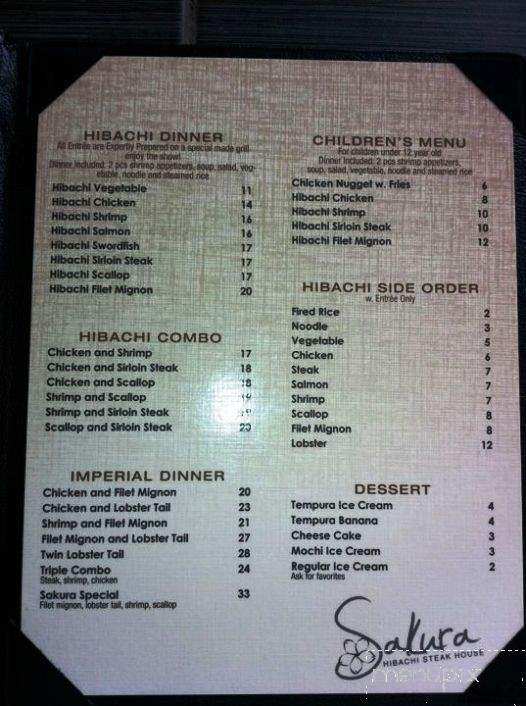 HIBACHI DINNER
All Entrée are Expertly Prepared on a special made grill
enjoy the show!
Dinner Included: 2 pcs shrimp appetizers, soup, salad, veg-
etable, noodle and steamed rice
Hibachi Vegetable 11
Hibachi Chicken 14
Hibachi Shrimp 16
Hibachi Salmon 16
Hibachi Swordfish 17
Hibachi Sirloin Steak 17
Hibachi Scallop 17
Hibachi Filet Mignon 20
HIBACHI COMBO
Chicken and Shrimp 17
Chicken and Sirloin Steak 18
Chicken and Scallop 18
Shrimp and Scallop 19
Shrimp and Sirloin Steak 19
Scallop and Sirloin Steak 20
IMPERIAL DINNER
Chicken and Filet Mignon 20
Chicken and Lobster Tail 23
Shrimp and Filet Mignon 21
Filet Mignon and Lobster Tail 27
Twin Lobster Tail 28
Triple Combo 24
Steak, shrimp, chicken
Sakura Special 33
Filet mignon, lobster tail, shrimp, scallop
CHILDREN'S MENU
For children under 12 year old
Dinner Included: 2 pcs shrimp appetizers,
soup, salad, vegetable, noodle and steamed rice
Chicken Nugget w. Fries 6
Hibachi Chicken 8
Hibachi Shrimp 10
Hibachi Sirloin Steak 10
Hibachi Filet Mignon 12
HIBACHI SIDE ORDER
w. Entrée Only
Fired Rice 2
Noodle 3
Vegetable 5
Chicken 6
Steak 7
Salmon 7
Shrimp 7
Scallop 8
Filet Mignon 8
Lobster 12
DESSERT
Tempura Ice Cream 4
Tempura Banana 4
Cheese Cake 3
Mochi Ice Cream 3
Regular Ice Cream 2
Ask for favorites
Sakura
HIBACHI STEAK HOUSE
menupix